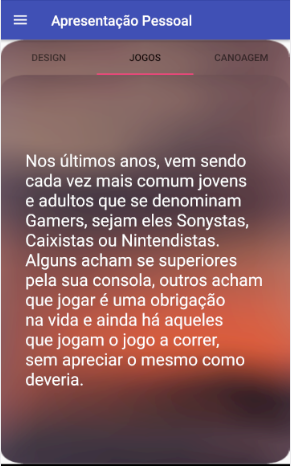 Apresentação Pessoal
DESIGN JOGOS CANOAGEM
Nos últimos anos, vem sendo
cada vez mais comum jovens
e adultos que se denominam
Gamers, sejam eles Sonystas,
Caixistas ou Nintendistas.
Alguns acham se superiores
pela sua consola, outros acham
que jogar é uma obrigação
na vida e ainda há aqueles
que jogam o jogo a correr,
sem apreciar o mesmo como
deveria.